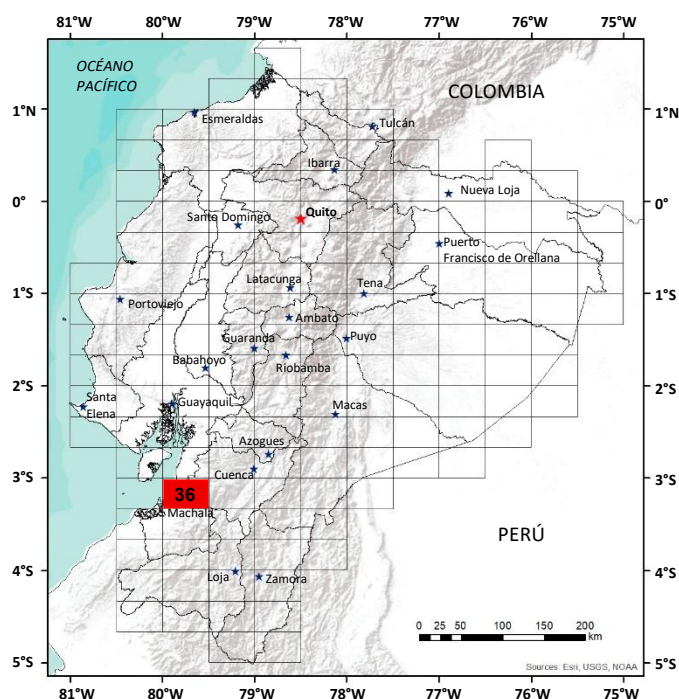 81°W 80°W 79°W 78°W 77°W 76°W 75°W
OCÉANO
PACÍFICO
COLOMBIA
1°N 1°N
Esmeraldas
Tulcán
Ibarra
Nueva Loja
0° 0°
Santo Domingo
Quito
Puerto
Francisco de Orellana
Latacunga
Tena
1°S 1°S
Portoviejo
Ambato
Guaranda
Puyo
Babahoyo
Riobamba
2°S 2°S
Santa
Elena
Guayaquil
Macas
Azogues
Cuenca
3°S 3°S
36
Machala
PERÚ
4°S 4°S
Loja
Zamora
0 25 50 100 150 200
km
5°S 5°S
Sources: Esri, USGS, NOAA
81°W 80°W 79°W 78°W 77°W 76°W 75°W